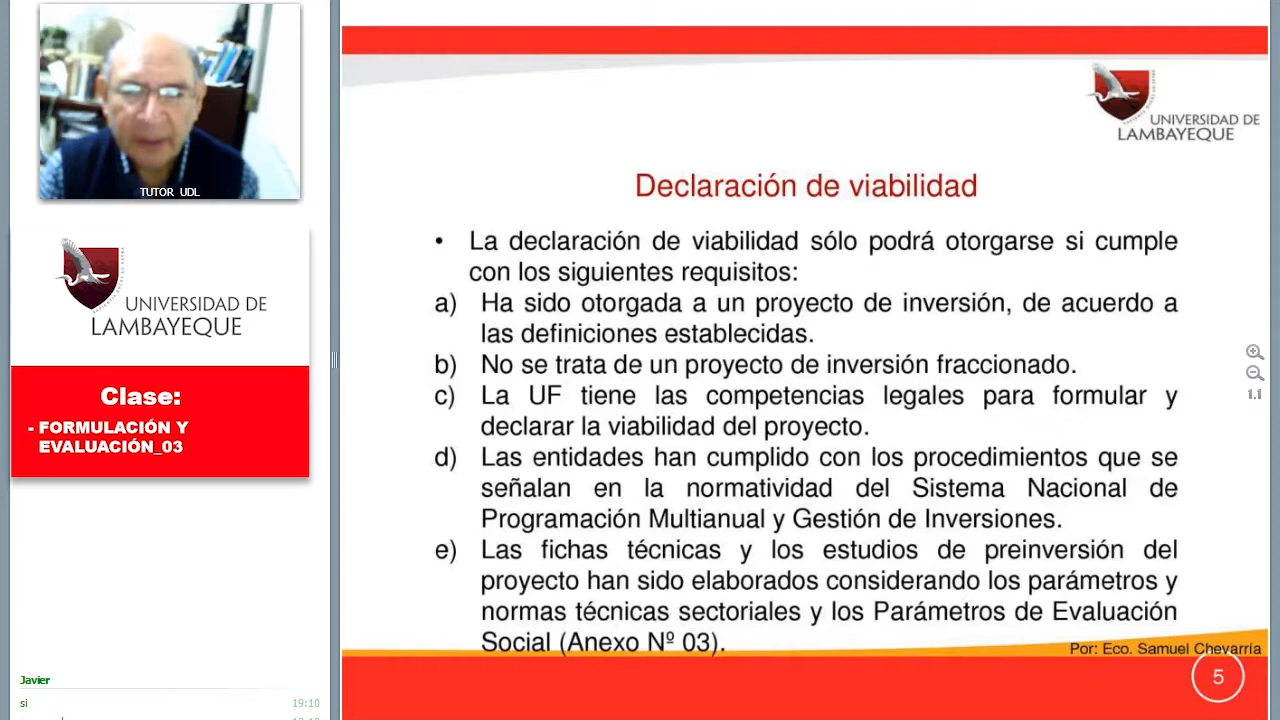 TUTOR UDL
UNIVERSIDAD DE
LAMBAYEQUE
Clase:
- FORMULACIÓN Y
EVALUACIÓN_03
Javier
si 19:10
UNIVERSIDAD DE
LAMBAYEQUE
Declaración de viabilidad
• La declaración de viabilidad sólo podrá otorgarse si cumple
con los siguientes requisitos:
a) Ha sido otorgada a un proyecto de inversión, de acuerdo a
las definiciones establecidas.
b) No se trata de un proyecto de inversión fraccionado.
c) La UF tiene las competencias legales para formular y
declarar la viabilidad del proyecto.
d) Las entidades han cumplido con los procedimientos que se
señalan en la normatividad del Sistema Nacional de
Programación Multianual y Gestión de Inversiones.
e) Las fichas técnicas y los estudios de preinversión del
proyecto han sido elaborados considerando los parámetros y
normas técnicas sectoriales y los Parámetros de Evaluación
Social (Anexo Nº 03).
Por: Eco. Samuel Chevarría
5
1.1